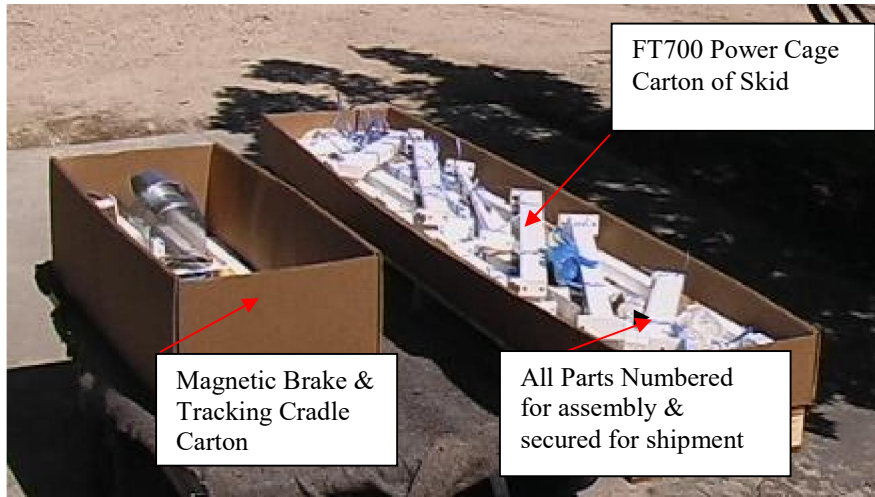 FT700 Power Cage
Carton of Skid
Magnetic Brake &
Tracking Cradle
Carton
All Parts Numbered
for assembly &
secured for shipment